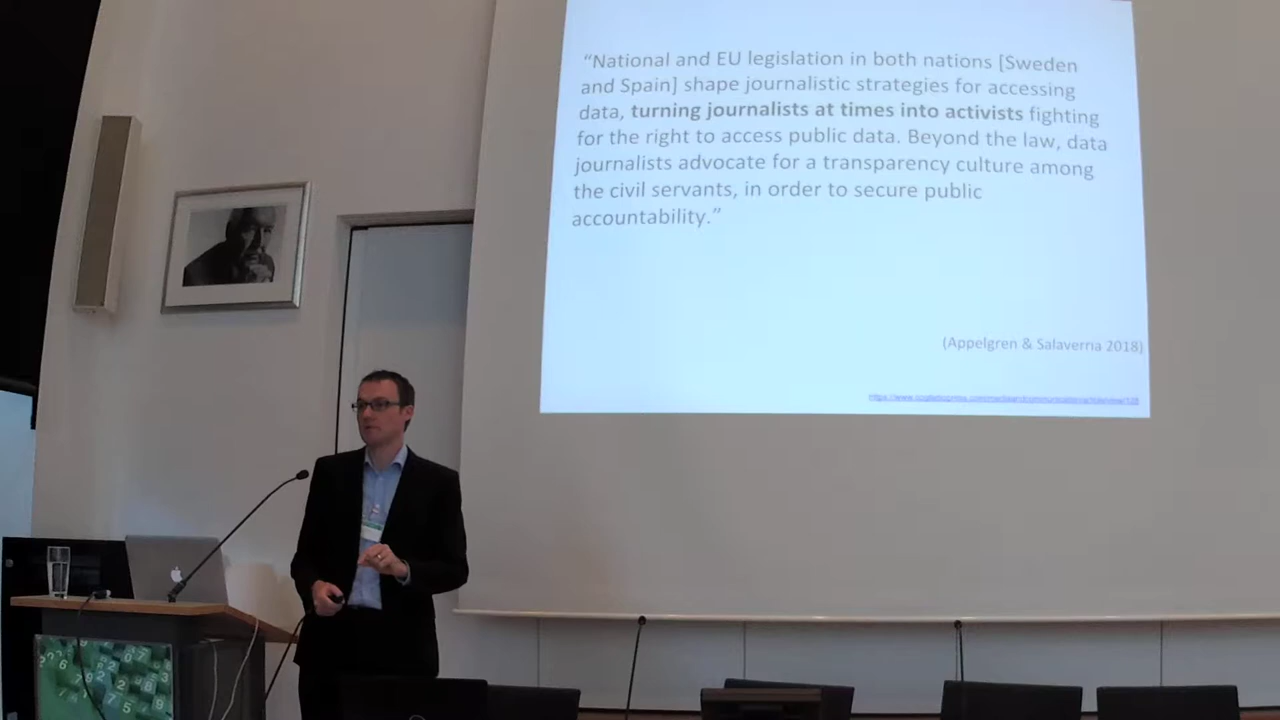 “National and EU legislation in both nations [Sweden
and Spain] shape journalistic strategies for accessing
data, turning journalists at times into activists fighting
for the right to access public data. Beyond the law, data
journalists advocate for a transparency culture among
the civil servants, in order to secure public
accountability.”
(Appelgren & Salaverna 2018)